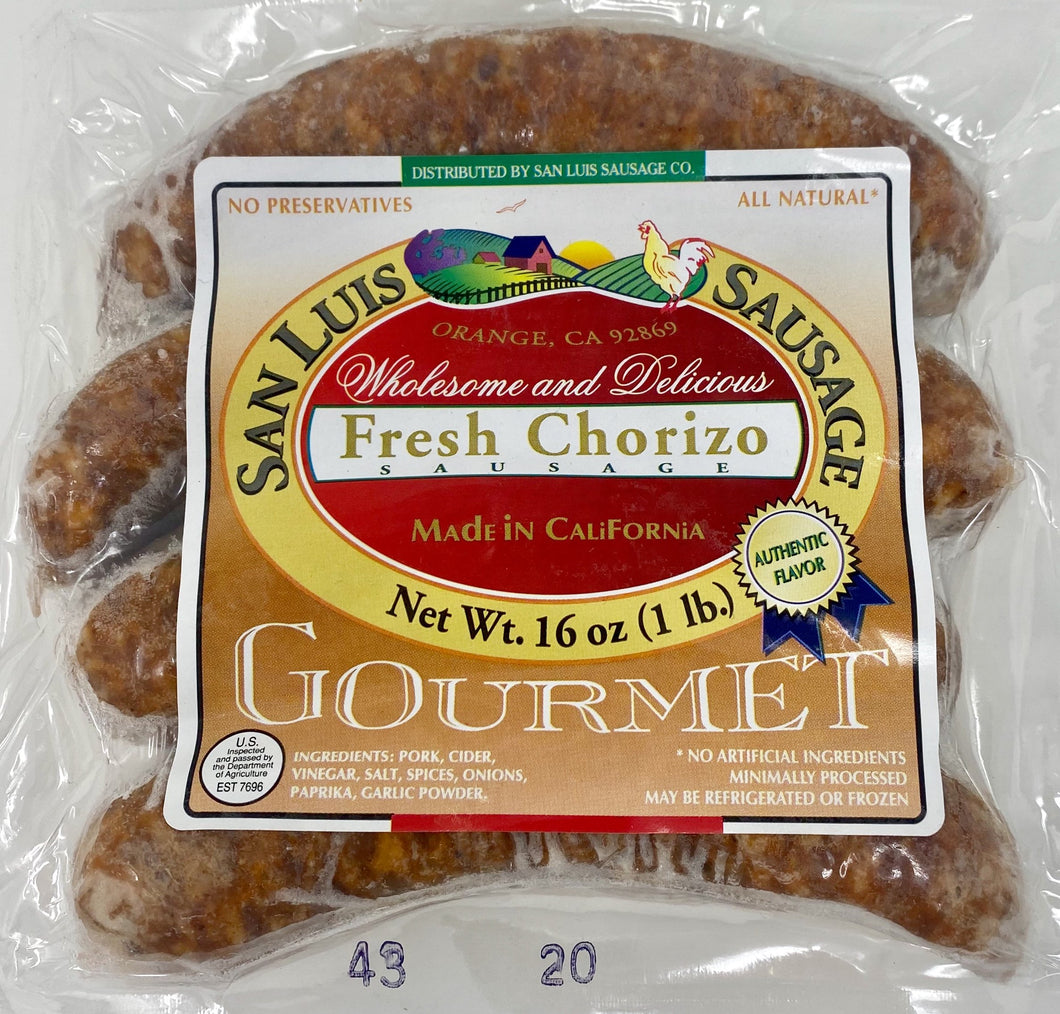 DISTRIBUTED BY SAN LUIS SAUSAGE CO.
NO PRESERVATIVES
ALL NATURAL*
SAN LUIS SAUSAGE
ORANGE, CA 92869
Wholesome and Delicious
Fresh Chorizo
SAUSAGE
MadE iN CALiFORNiA
AUTHENTIC
FLAVOR
Net Wt. 16 oz (1 lb.)
GOURMET
U.S.
Inspected
and passed by
the Department
of Agriculture
EST 7696
INGREDIENTS: PORK, CIDER,
VINEGAR, SALT, SPICES, ONIONS,
PAPRIKA, GARLIC POWDER.
* NO ARTIFICIAL INGREDIENTS
MINIMALLY PROCESSED
MAY BE REFRIGERATED OR FROZEN
43 20